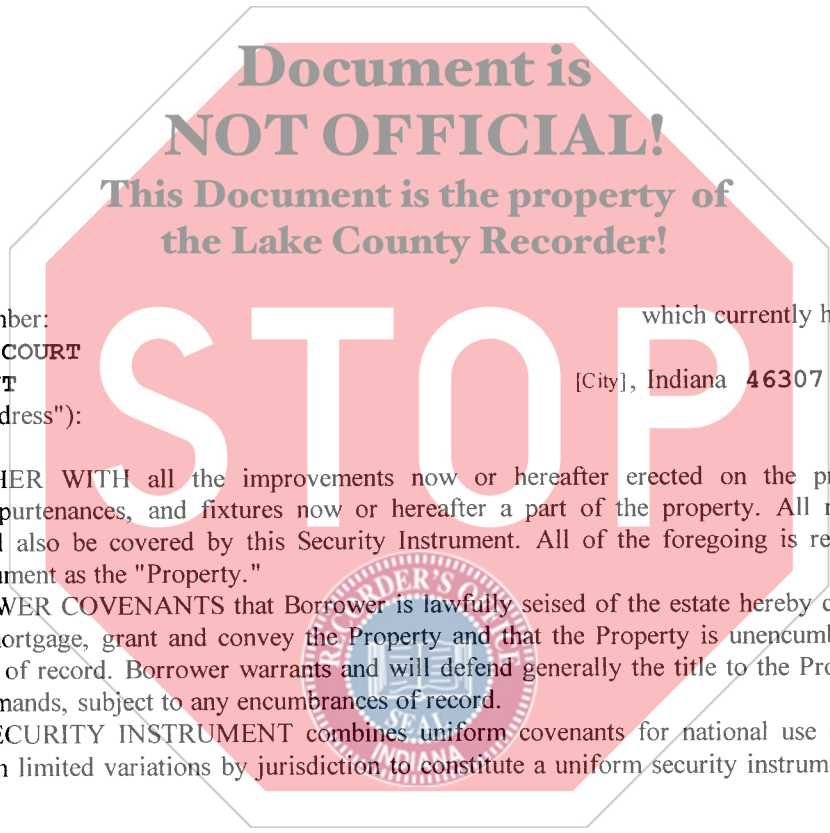 Document is
NOT OFFICIAL!
This Document is the property of
the Lake County Recorder!
STOP
nber: which currently h
COURT
T [City], Indiana 46307
dress"):
HER WITH all the improvements now or hereafter erected on the pr
purtenances, and fixtures now or hereafter a part of the property. All r
l also be covered by this Security Instrument. All of the foregoing is re
ument as the "Property."
WER COVENANTS that Borrower is lawfully seised of the estate hereby c
nortgage, grant and convey the Property and that the Property is unencumb
of record. Borrower warrants and will defend generally the title to the Pro
mands, subject to any encumbrances of record.
ECURITY INSTRUMENT combines uniform covenants for national use
n limited variations by jurisdiction to constitute a uniform security instrum
RECORDER'S OFFICE
SEAL
INDIANA